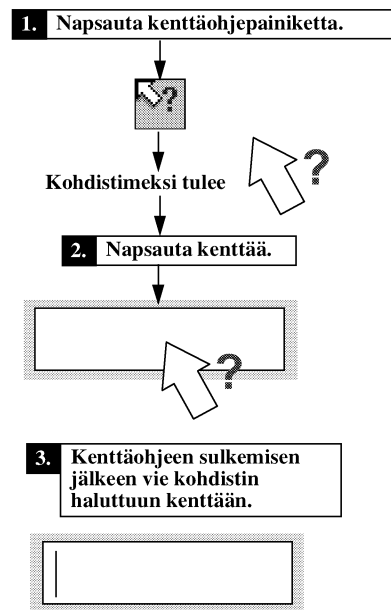 1. Napsauta kenttäohjepainiketta.
?
?
Kohdistimeksi tulee
2. Napsauta kenttää.
?
3. Kenttäohjeen sulkemisen
jälkeen vie kohdistin
haluttuun kenttään.